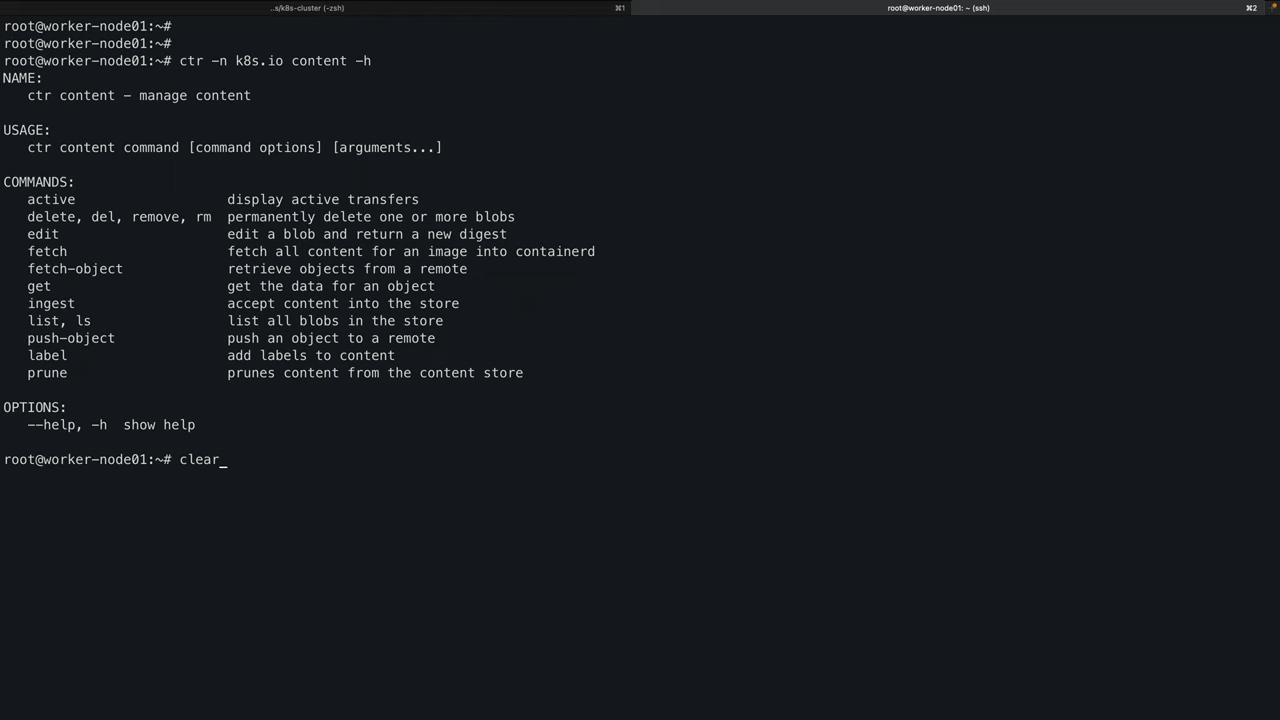 ..s/k8s-cluster (-zsh) ⌘1 root@worker-node01: ~ (ssh) ⌘2
root@worker-node01:~#
root@worker-node01:~#
root@worker-node01:~# ctr -n k8s.io content -h
NAME:
   ctr content - manage content

USAGE:
   ctr content command [command options] [arguments...]

COMMANDS:
   active                   display active transfers
   delete, del, remove, rm  permanently delete one or more blobs
   edit                     edit a blob and return a new digest
   fetch                    fetch all content for an image into containerd
   fetch-object             retrieve objects from a remote
   get                      get the data for an object
   ingest                   accept content into the store
   list, ls                 list all blobs in the store
   push-object              push an object to a remote
   label                    add labels to content
   prune                    prunes content from the content store

OPTIONS:
   --help, -h  show help

root@worker-node01:~# clear_